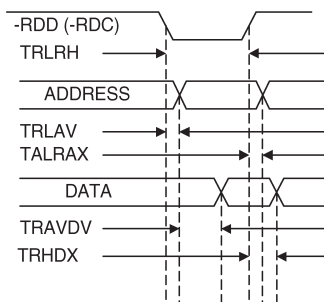 -RDD (-RDC)
TRLRH
ADDRESS
TRLAV
TALRAX
DATA
TRAVDV
TRHDX